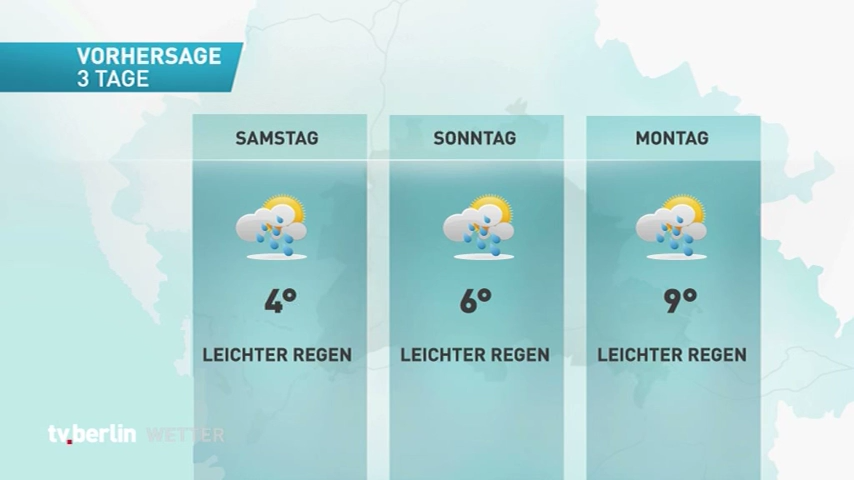 VORHERSAGE
3 TAGE
SAMSTAG
SONNTAG
MONTAG
4°
6°
9°
LEICHTER REGEN
LEICHTER REGEN
LEICHTER REGEN
tv.berlin WETTER